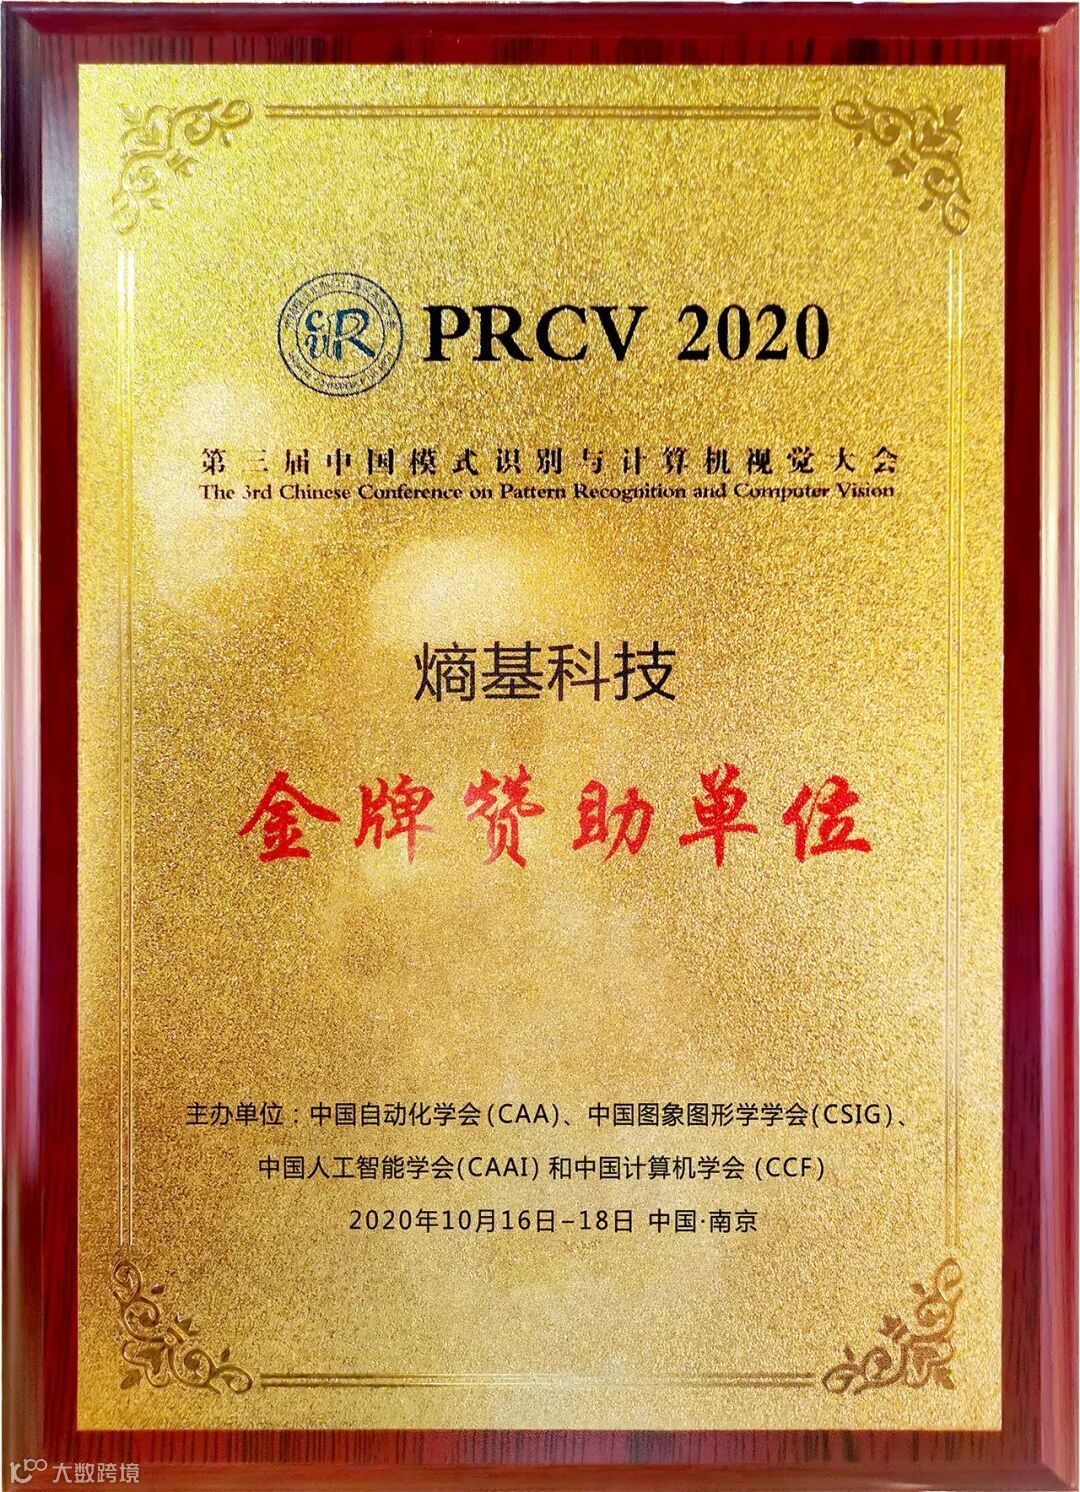 PRCV 2020
第三届中国模式识别与计算机视觉大会
The 3rd Chinese Conference on Pattern Recognition and Computer Vision
熵基科技
金牌赞助单位
主办单位：中国自动化学会(CAA)、中国图象图形学学会(CSIG)、
中国人工智能学会(CAAI)和中国计算机学会(CCF)
2020年10月16日-18日 中国·南京
大数跨境